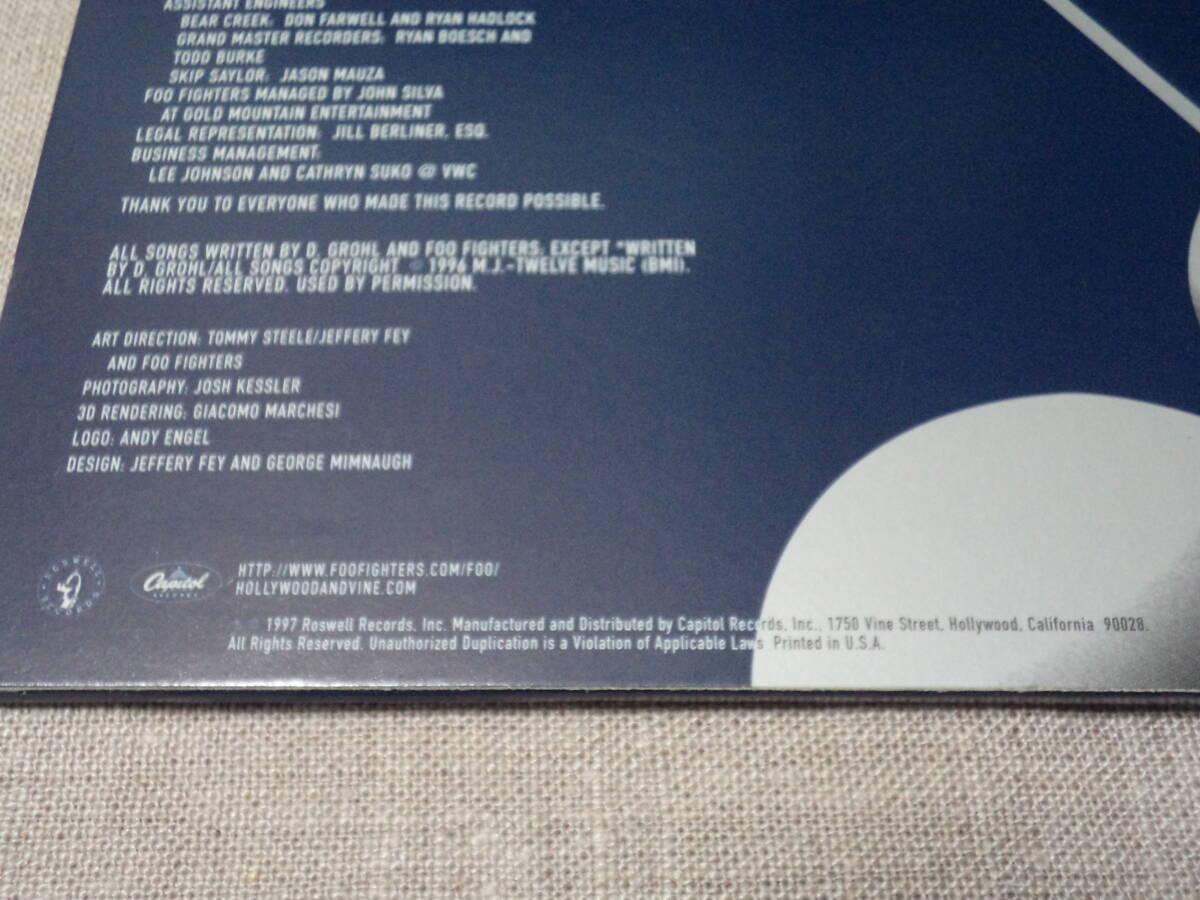 ASSISTANT ENGINEERS
BEAR CREEK: DON FARWELL AND RYAN HADLOCK
GRAND MASTER RECORDERS: RYAN BOESCH AND
TODD BURKE
SKIP SAYLOR: JASON MAUZA
FOO FIGHTERS MANAGED BY JOHN SILVA
AT GOLD MOUNTAIN ENTERTAINMENT
LEGAL REPRESENTATION: JILL BERLINER, ESQ.
BUSINESS MANAGEMENT:
LEE JOHNSON AND CATHRYN SUKO @ VWC
THANK YOU TO EVERYONE WHO MADE THIS RECORD POSSIBLE.
ALL SONGS WRITTEN BY D. GROHL AND FOO FIGHTERS; EXCEPT *WRITTEN
BY D. GROHL/ALL SONGS COPYRIGHT © 1996 M.J.-TWELVE MUSIC (BMI).
ALL RIGHTS RESERVED. USED BY PERMISSION.
ART DIRECTION: TOMMY STEELE/JEFFERY FEY
AND FOO FIGHTERS
PHOTOGRAPHY: JOSH KESSLER
3D RENDERING: GIACOMO MARCHESI
LOGO: ANDY ENGEL
DESIGN: JEFFERY FEY AND GEORGE MIMNAUGH
ROSWELL
Capitol
RECORDS
HTTP://WWW.FOOFIGHTERS.COM/FOO/
HOLLYWOODANDVINE.COM
1997 Roswell Records, Inc. Manufactured and Distributed by Capitol Records, Inc., 1750 Vine Street, Hollywood, California 90028.
All Rights Reserved. Unauthorized Duplication is a Violation of Applicable Laws Printed in U.S.A.